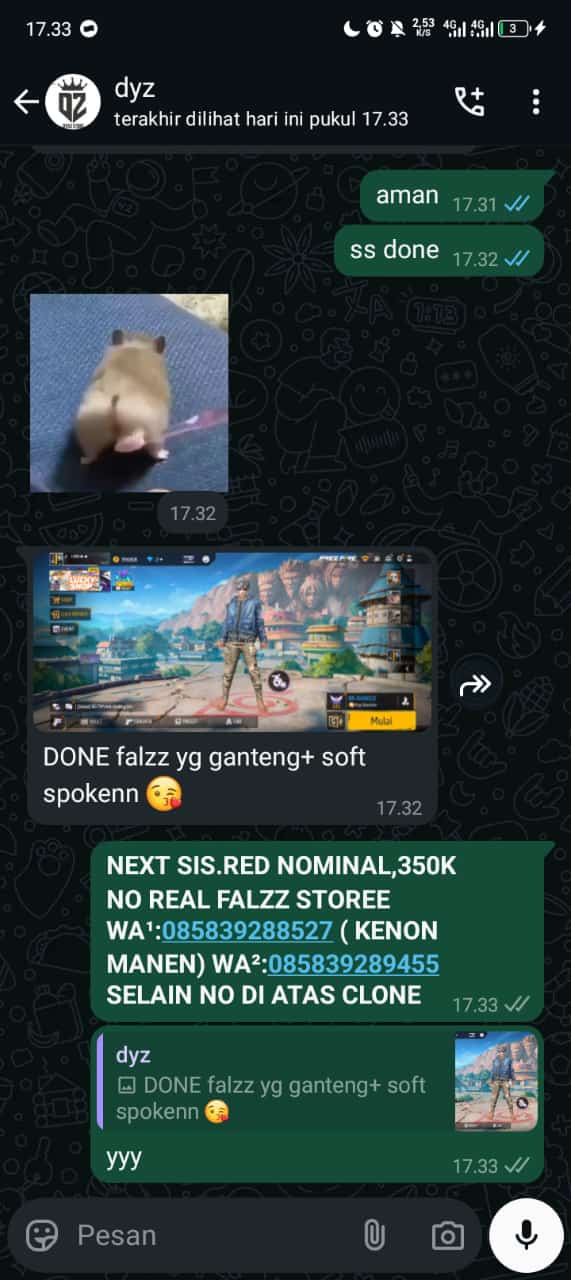 17.33
2,53
K/S
4G
4G
3
dyz
terakhir dilihat hari ini pukul 17.33
aman 17.31
ss done 17.32
17.32
FREE FIRE
LUCKY
Mulai
DONE falzz yg ganteng+ soft
spokenn 😘
17.32
NEXT SIS.RED NOMINAL,350K
NO REAL FALZZ STOREE
WA¹:085839288527 ( KENON
MANEN) WA²:085839289455
SELAIN NO DI ATAS CLONE 17.33
dyz
DONE falzz yg ganteng+ soft
spokenn 😘
yyy 17.33
Pesan